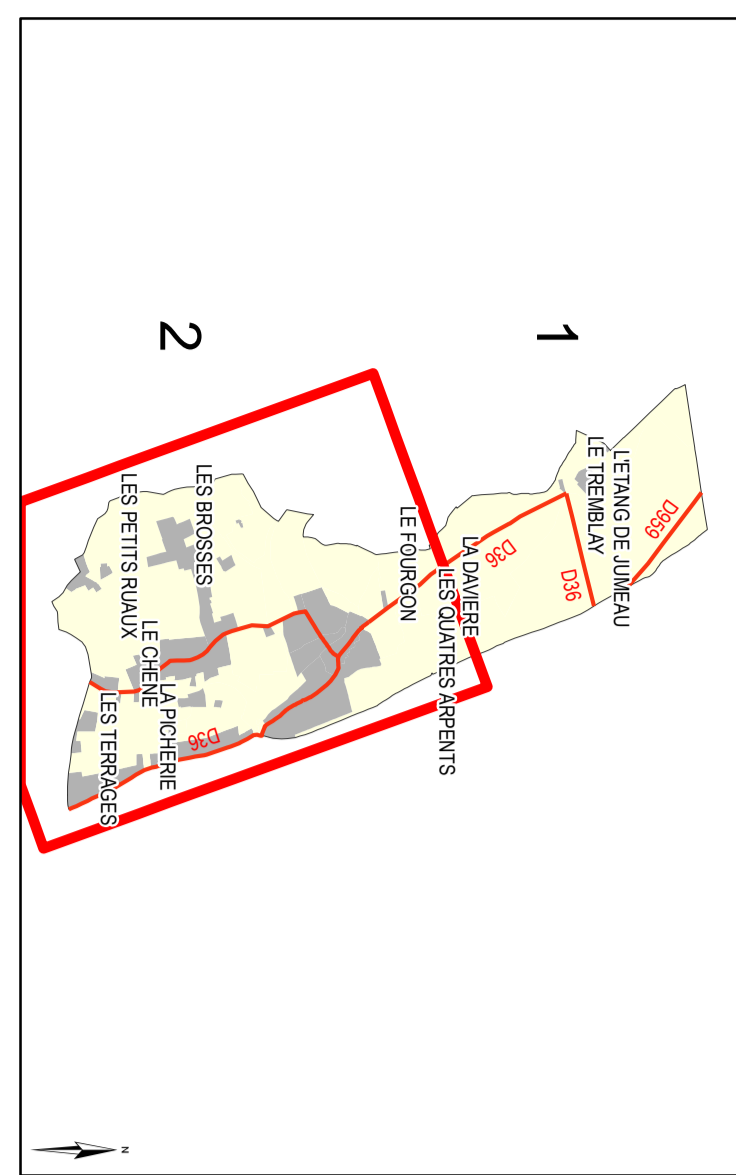 D959
L'ETANG DE JUMEAU
LE TREMBLAY
D36
1
D36
LA DAVIERE
LES QUATRES ARPENTS
LE FOURGON
LES BROSSES
D36
2
LA PICHERIE
LE CHENE
LES PETITS RUAUX
LES TERRAGES
N